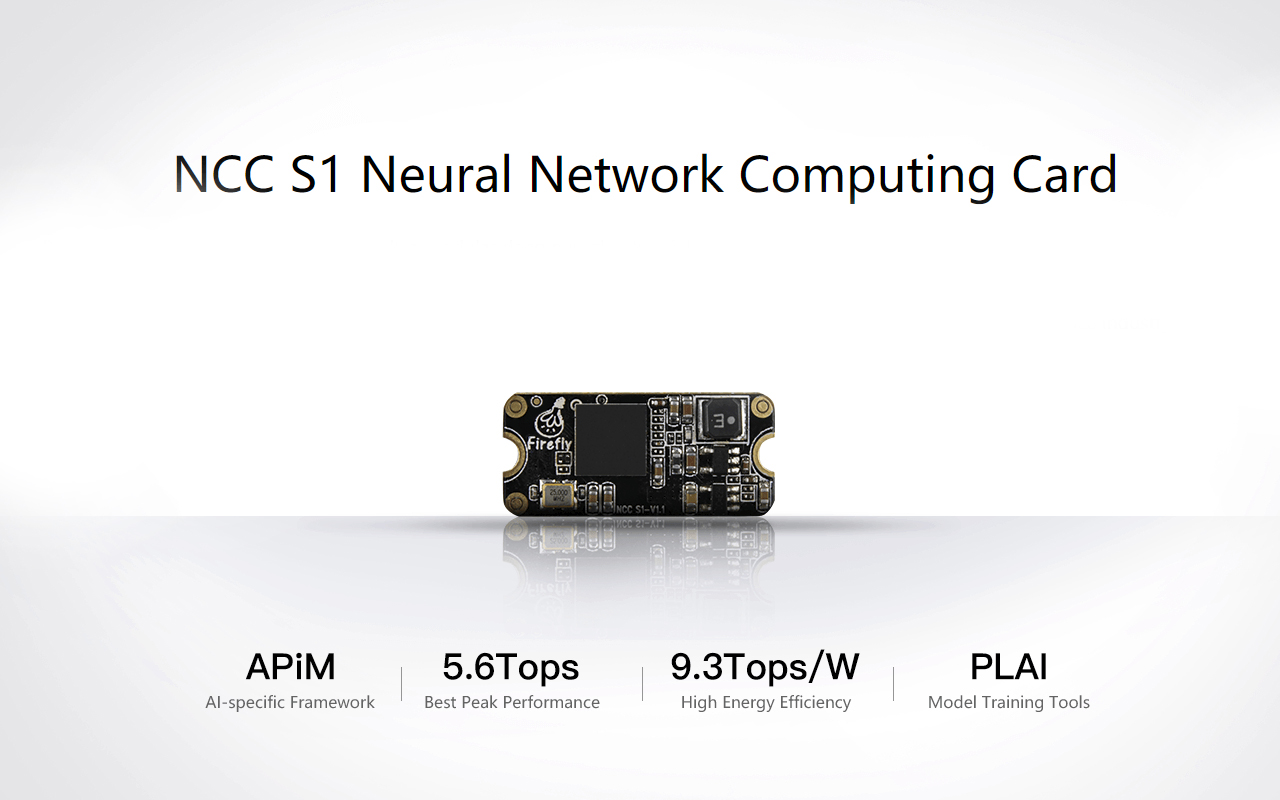 NCC S1 Neural Network Computing Card
Firefly
E
25.000
MHZ
NCC S1-V1.1
APiM
5.6Tops
9.3Tops/W
PLAI
AI-specific Framework
Best Peak Performance
High Energy Efficiency
Model Training Tools